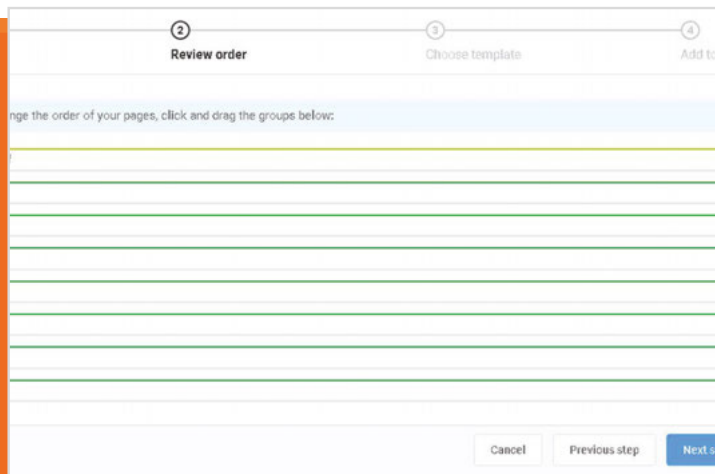 2
3
4
Review order
Choose template
Add to
nge the order of your pages, click and drag the groups below:
Cancel
Previous step
Next s